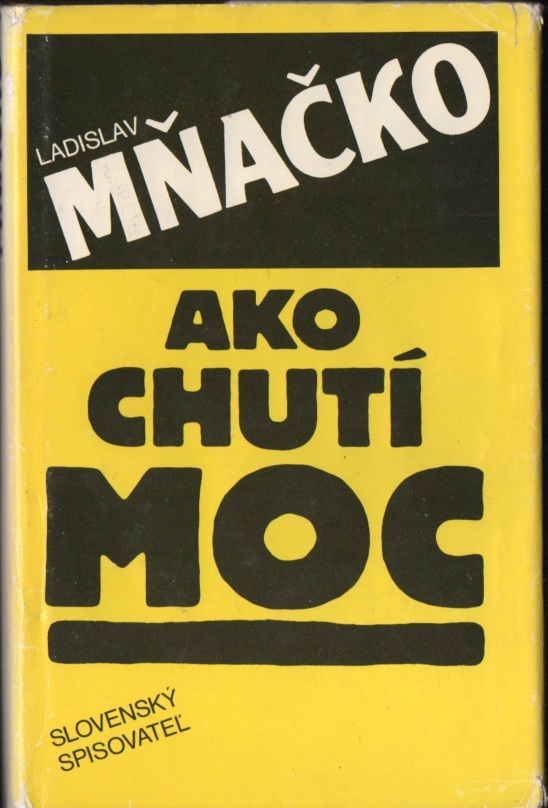 LADISLAV
MŇAČKO
AKO
CHUTÍ
MOC
SLOVENSKÝ
SPISOVATEĽ